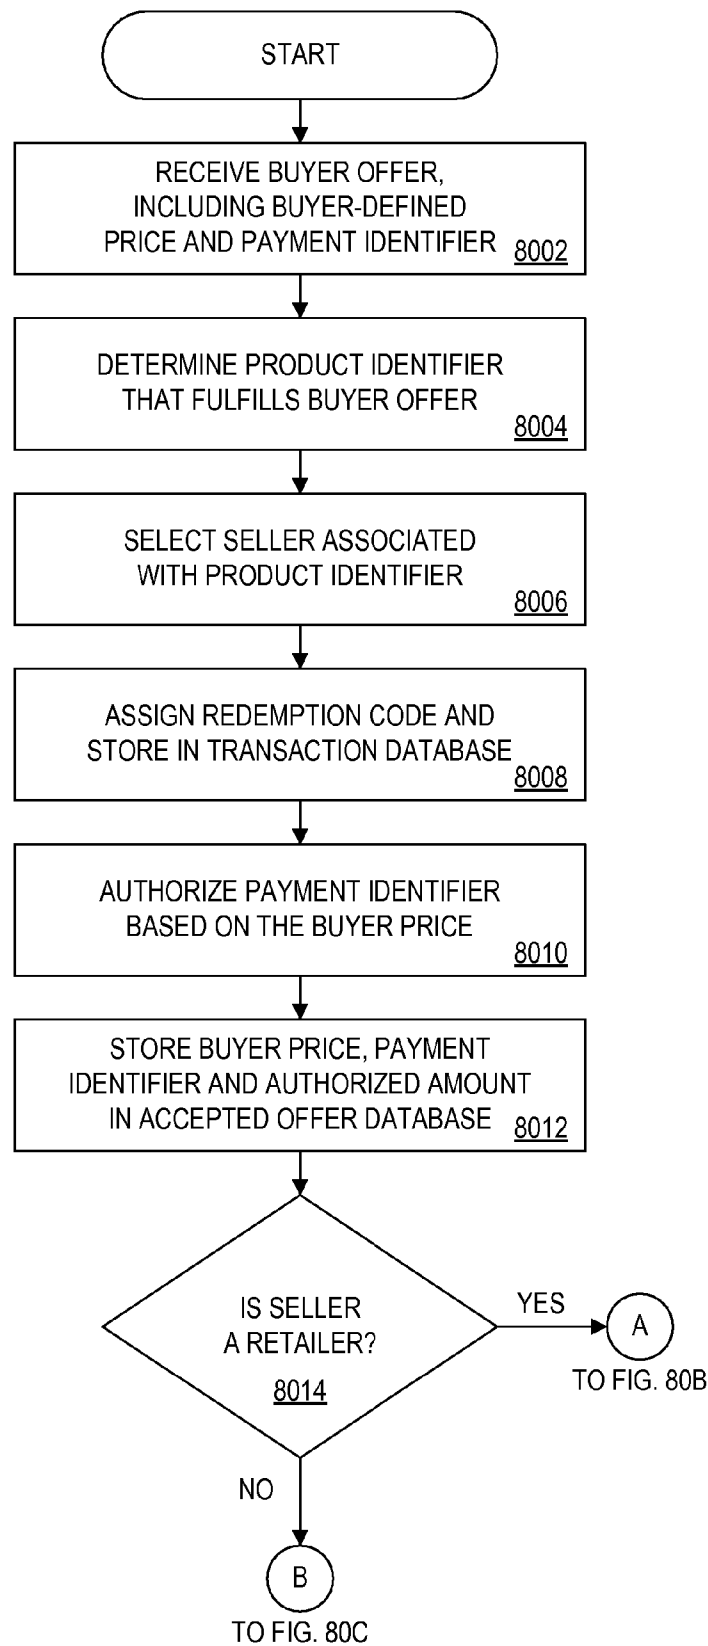 START
RECEIVE BUYER OFFER,
INCLUDING BUYER-DEFINED
PRICE AND PAYMENT IDENTIFIER
8002
DETERMINE PRODUCT IDENTIFIER
THAT FULFILLS BUYER OFFER
8004
SELECT SELLER ASSOCIATED
WITH PRODUCT IDENTIFIER
8006
ASSIGN REDEMPTION CODE AND
STORE IN TRANSACTION DATABASE
8008
AUTHORIZE PAYMENT IDENTIFIER
BASED ON THE BUYER PRICE
8010
STORE BUYER PRICE, PAYMENT
IDENTIFIER AND AUTHORIZED AMOUNT
IN ACCEPTED OFFER DATABASE
8012
IS SELLER
A RETAILER?
8014
YES
A
TO FIG. 80B
NO
B
TO FIG. 80C